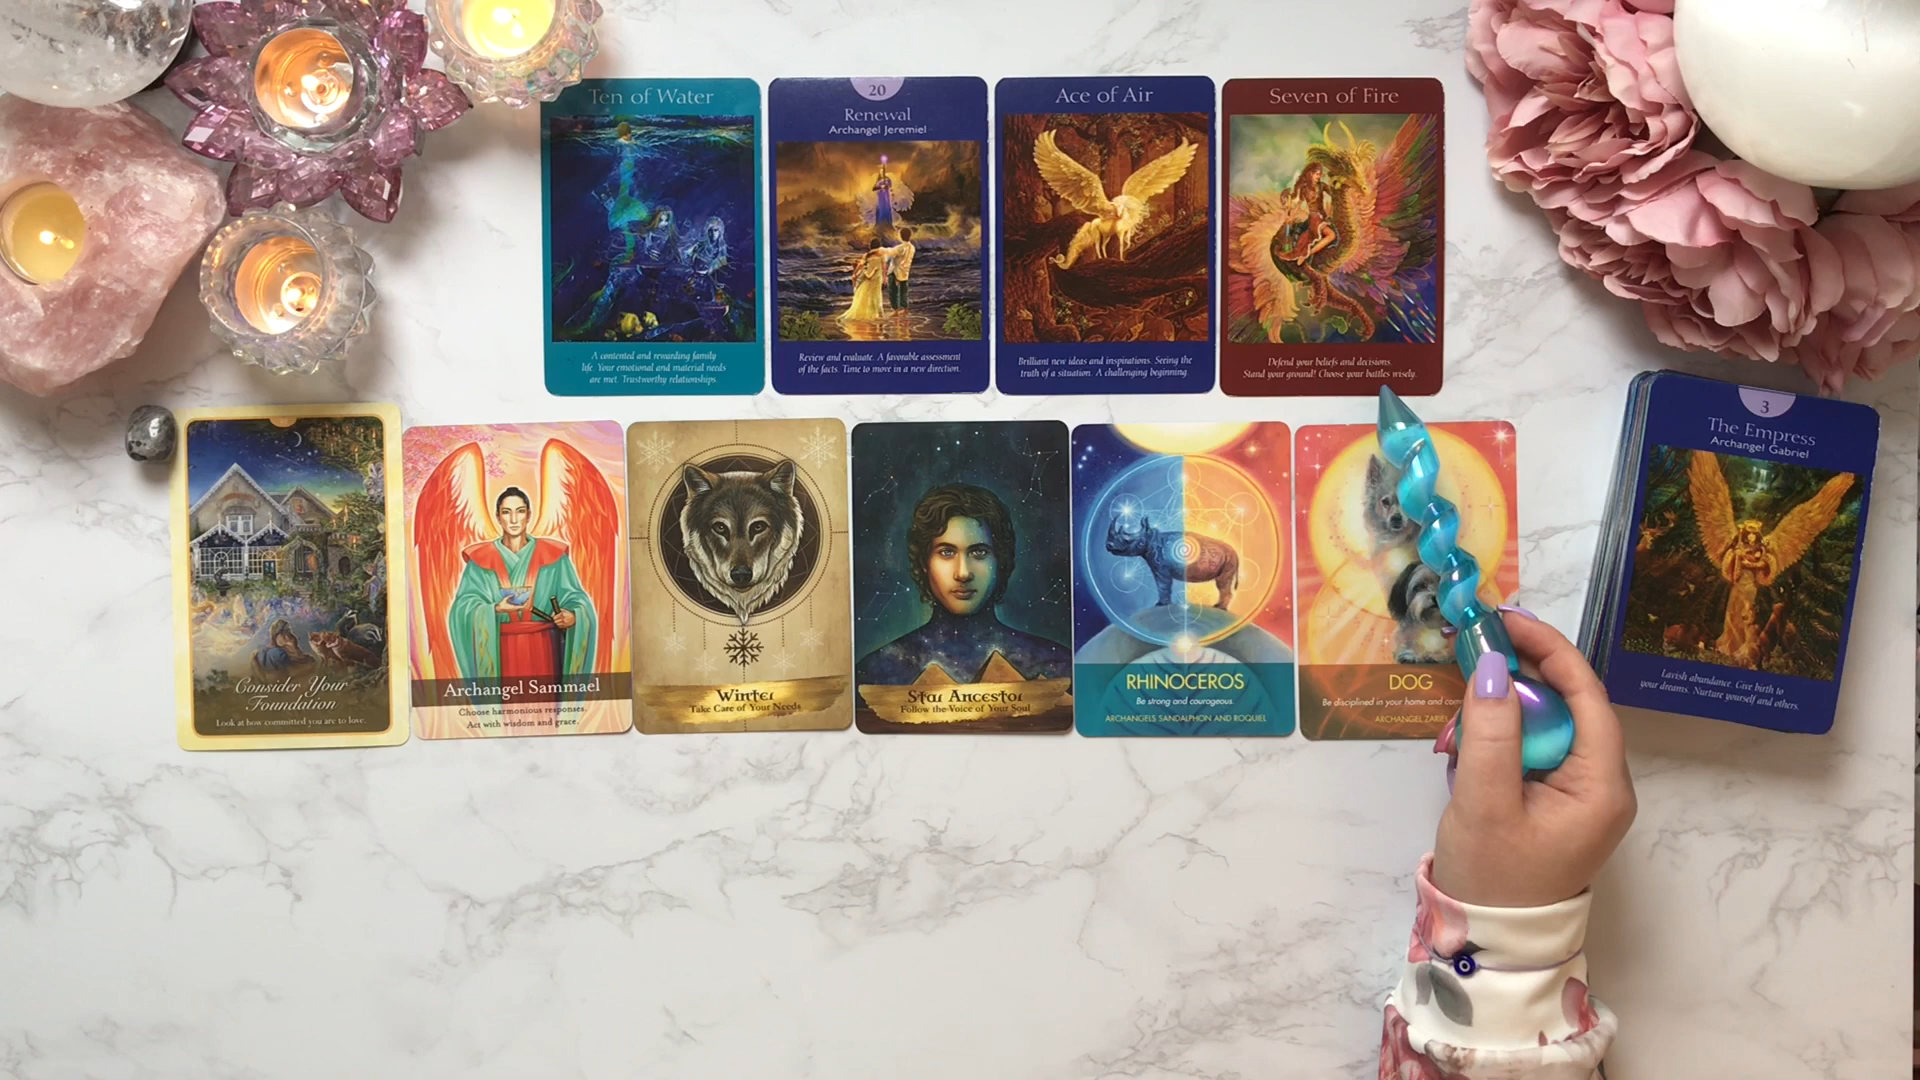 Ten of Water
A contented and rewarding family
life. Your emotional and material needs
are met. Trustworthy relationships.
20
Renewal
Archangel Jeremiel
Review and evaluate. A favorable assessment
of the facts. Time to move in a new direction.
Ace of Air
Brilliant new ideas and inspirations. Seeing the
truth of a situation. A challenging beginning.
Seven of Fire
Defend your beliefs and decisions.
Stand your ground! Choose your battles wisely.
Consider Your
Foundation
Look at how committed you are to love.
Archangel Sammael
Choose harmonious responses.
Act with wisdom and grace.
Winter
Take Care of Your Needs
Star Ancestor
Follow the Voice of Your Soul
RHINOCEROS
Be strong and courageous.
ARCHANGELS SANDALPHON AND ROQUIEL
DOG
Be disciplined in your home and com
ARCHANGEL ZARIE
3
The Empress
Archangel Gabriel
Lavish abundance. Give birth to
your dreams. Nurture yourself and others.